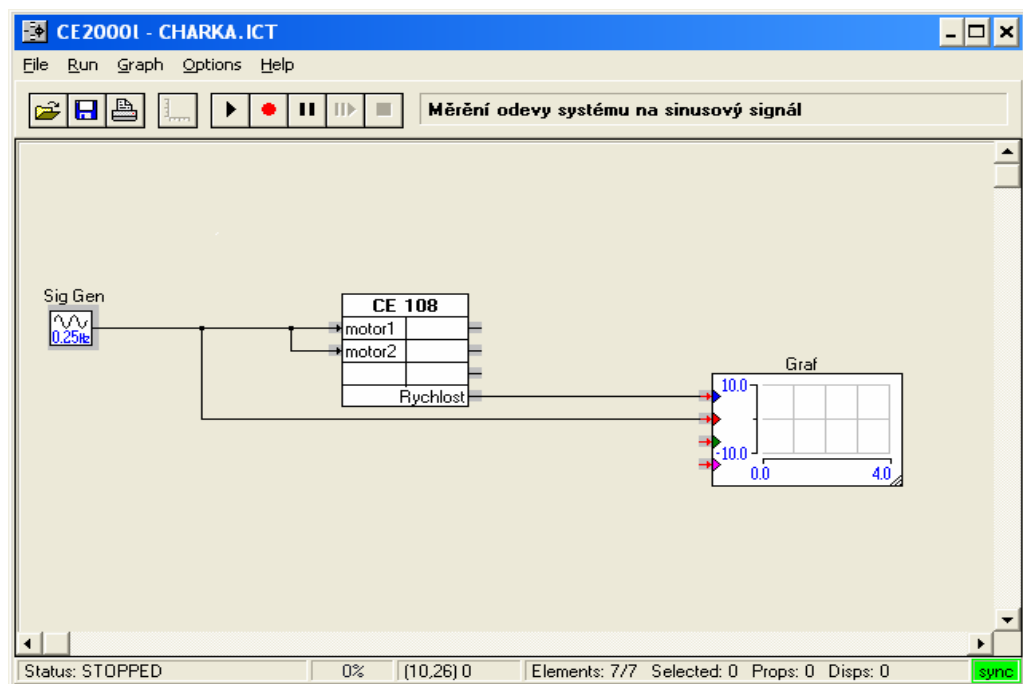 CE2000I - CHARKA.ICT
File Run Graph Options Help
Měrění odevy systému na sinusový signál
Sig Gen
0.25Hz
CE 108
motor1
motor2
Rychlost
Graf
10.0
-10.0
0.0 4.0
Status: STOPPED 0% (10,26) 0 Elements: 7/7 Selected: 0 Props: 0 Disps: 0 sync